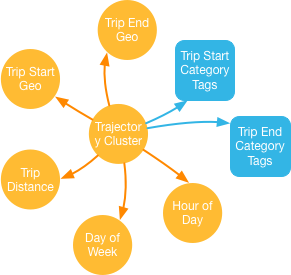 Trip End
Geo
Trip Start
Category
Tags
Trip Start
Geo
Trajector
y Cluster
Trip End
Category
Tags
Trip
Distance
Hour of
Day
Day of
Week